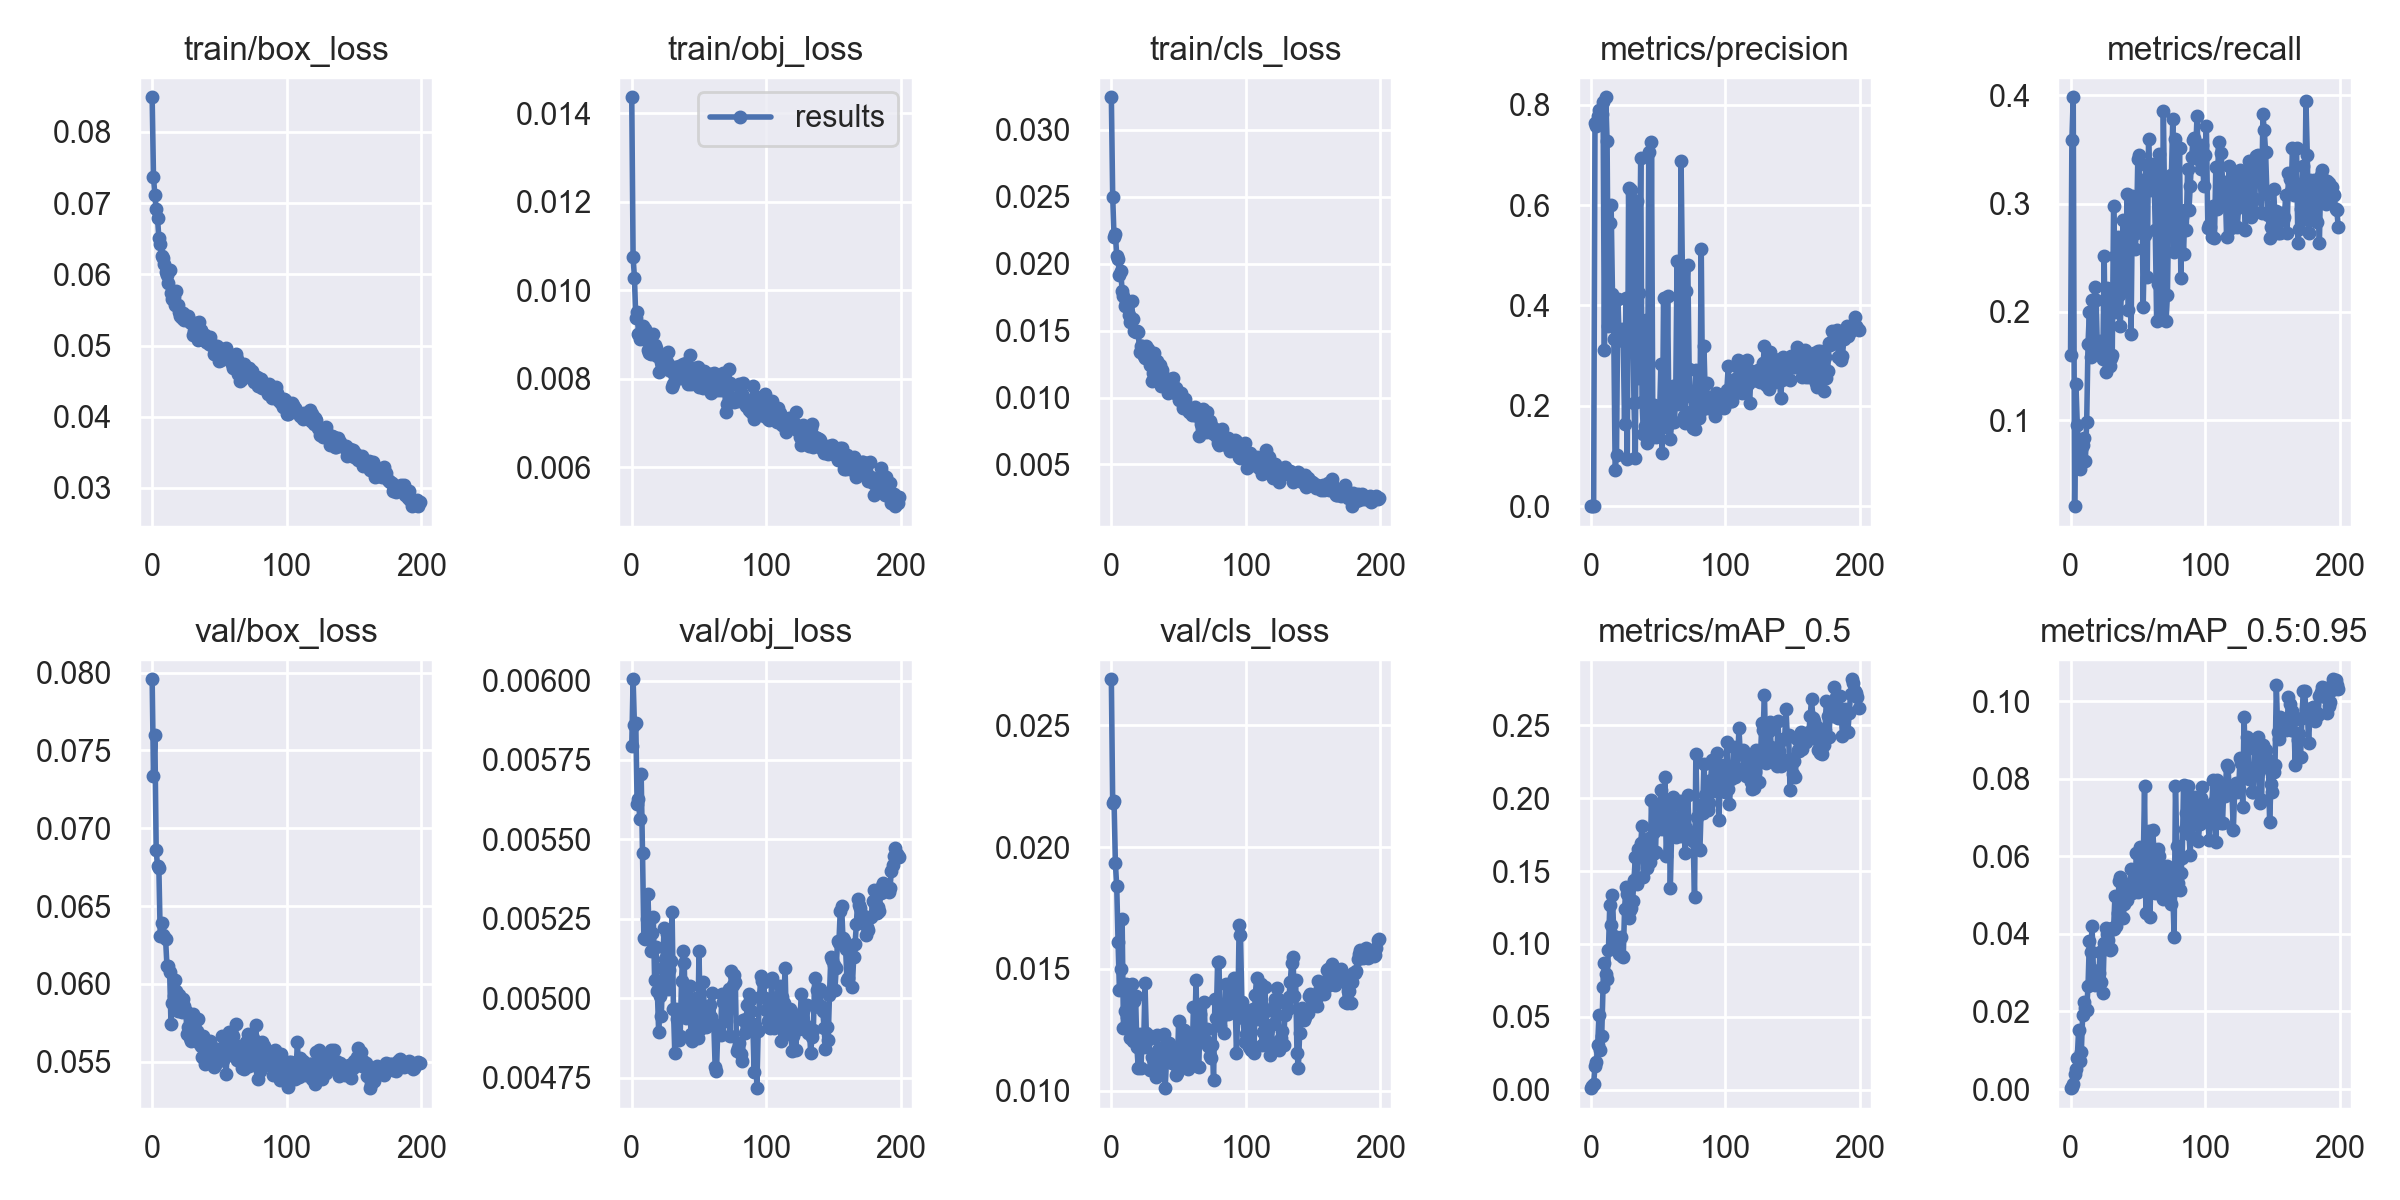 train/box_loss
train/obj_loss
train/cls_loss
metrics/precision
metrics/recall
0.08
0.07
0.06
0.05
0.04
0.03
0 100 200
results
0.014
0.012
0.010
0.008
0.006
0 100 200
0.030
0.025
0.020
0.015
0.010
0.005
0 100 200
0.8
0.6
0.4
0.2
0.0
0 100 200
0.4
0.3
0.2
0.1
0 100 200
val/box_loss
val/obj_loss
val/cls_loss
metrics/mAP_0.5
metrics/mAP_0.5:0.95
0.080
0.075
0.070
0.065
0.060
0.055
0 100 200
0.00600
0.00575
0.00550
0.00525
0.00500
0.00475
0 100 200
0.025
0.020
0.015
0.010
0 100 200
0.25
0.20
0.15
0.10
0.05
0.00
0 100 200
0.10
0.08
0.06
0.04
0.02
0.00
0 100 200